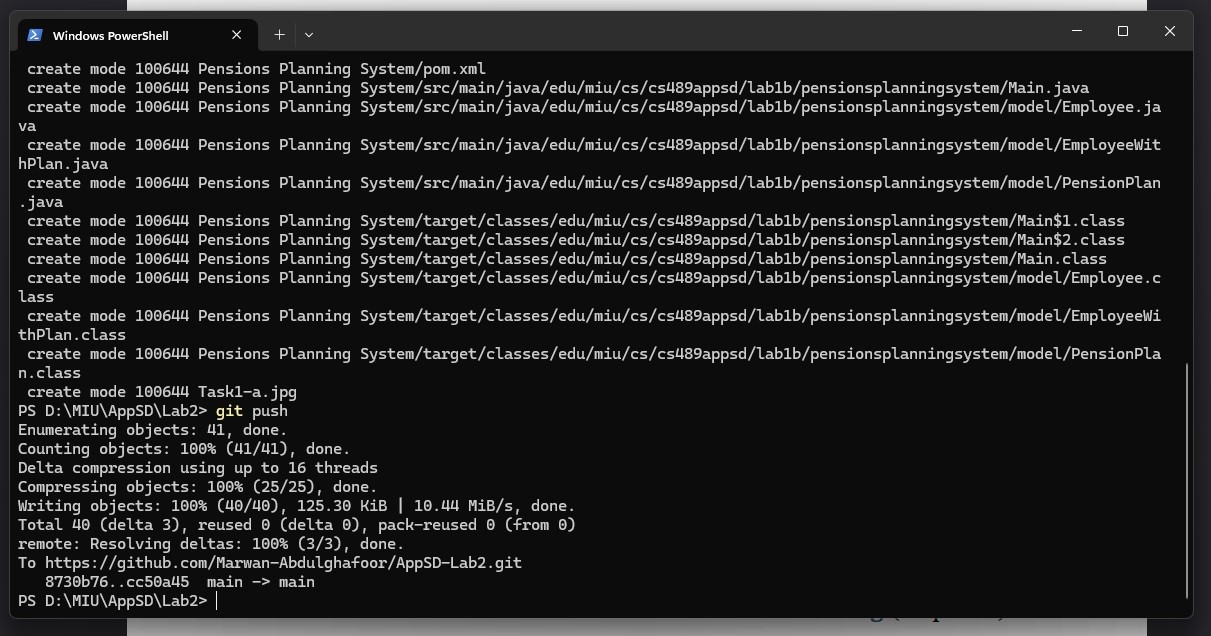 Windows PowerShell
create mode 100644 Pensions Planning System/pom.xml
create mode 100644 Pensions Planning System/src/main/java/edu/miu/cs/cs489appsd/lab1b/pensionsplanningsystem/Main.java
create mode 100644 Pensions Planning System/src/main/java/edu/miu/cs/cs489appsd/lab1b/pensionsplanningsystem/model/Employee.ja
va
create mode 100644 Pensions Planning System/src/main/java/edu/miu/cs/cs489appsd/lab1b/pensionsplanningsystem/model/EmployeeWit
hPlan.java
create mode 100644 Pensions Planning System/src/main/java/edu/miu/cs/cs489appsd/lab1b/pensionsplanningsystem/model/PensionPlan
.java
create mode 100644 Pensions Planning System/target/classes/edu/miu/cs/cs489appsd/lab1b/pensionsplanningsystem/Main$1.class
create mode 100644 Pensions Planning System/target/classes/edu/miu/cs/cs489appsd/lab1b/pensionsplanningsystem/Main$2.class
create mode 100644 Pensions Planning System/target/classes/edu/miu/cs/cs489appsd/lab1b/pensionsplanningsystem/Main.class
create mode 100644 Pensions Planning System/target/classes/edu/miu/cs/cs489appsd/lab1b/pensionsplanningsystem/model/Employee.c
lass
create mode 100644 Pensions Planning System/target/classes/edu/miu/cs/cs489appsd/lab1b/pensionsplanningsystem/model/EmployeeWi
thPlan.class
create mode 100644 Pensions Planning System/target/classes/edu/miu/cs/cs489appsd/lab1b/pensionsplanningsystem/model/PensionPla
n.class
create mode 100644 Task1-a.jpg
PS D:\MIU\AppSD\Lab2> git push
Enumerating objects: 41, done.
Counting objects: 100% (41/41), done.
Delta compression using up to 16 threads
Compressing objects: 100% (25/25), done.
Writing objects: 100% (40/40), 125.30 KiB | 10.44 MiB/s, done.
Total 40 (delta 3), reused 0 (delta 0), pack-reused 0 (from 0)
remote: Resolving deltas: 100% (3/3), done.
To https://github.com/Marwan-Abdulghafoor/AppSD-Lab2.git
8730b76..cc50a45  main -> main
PS D:\MIU\AppSD\Lab2>